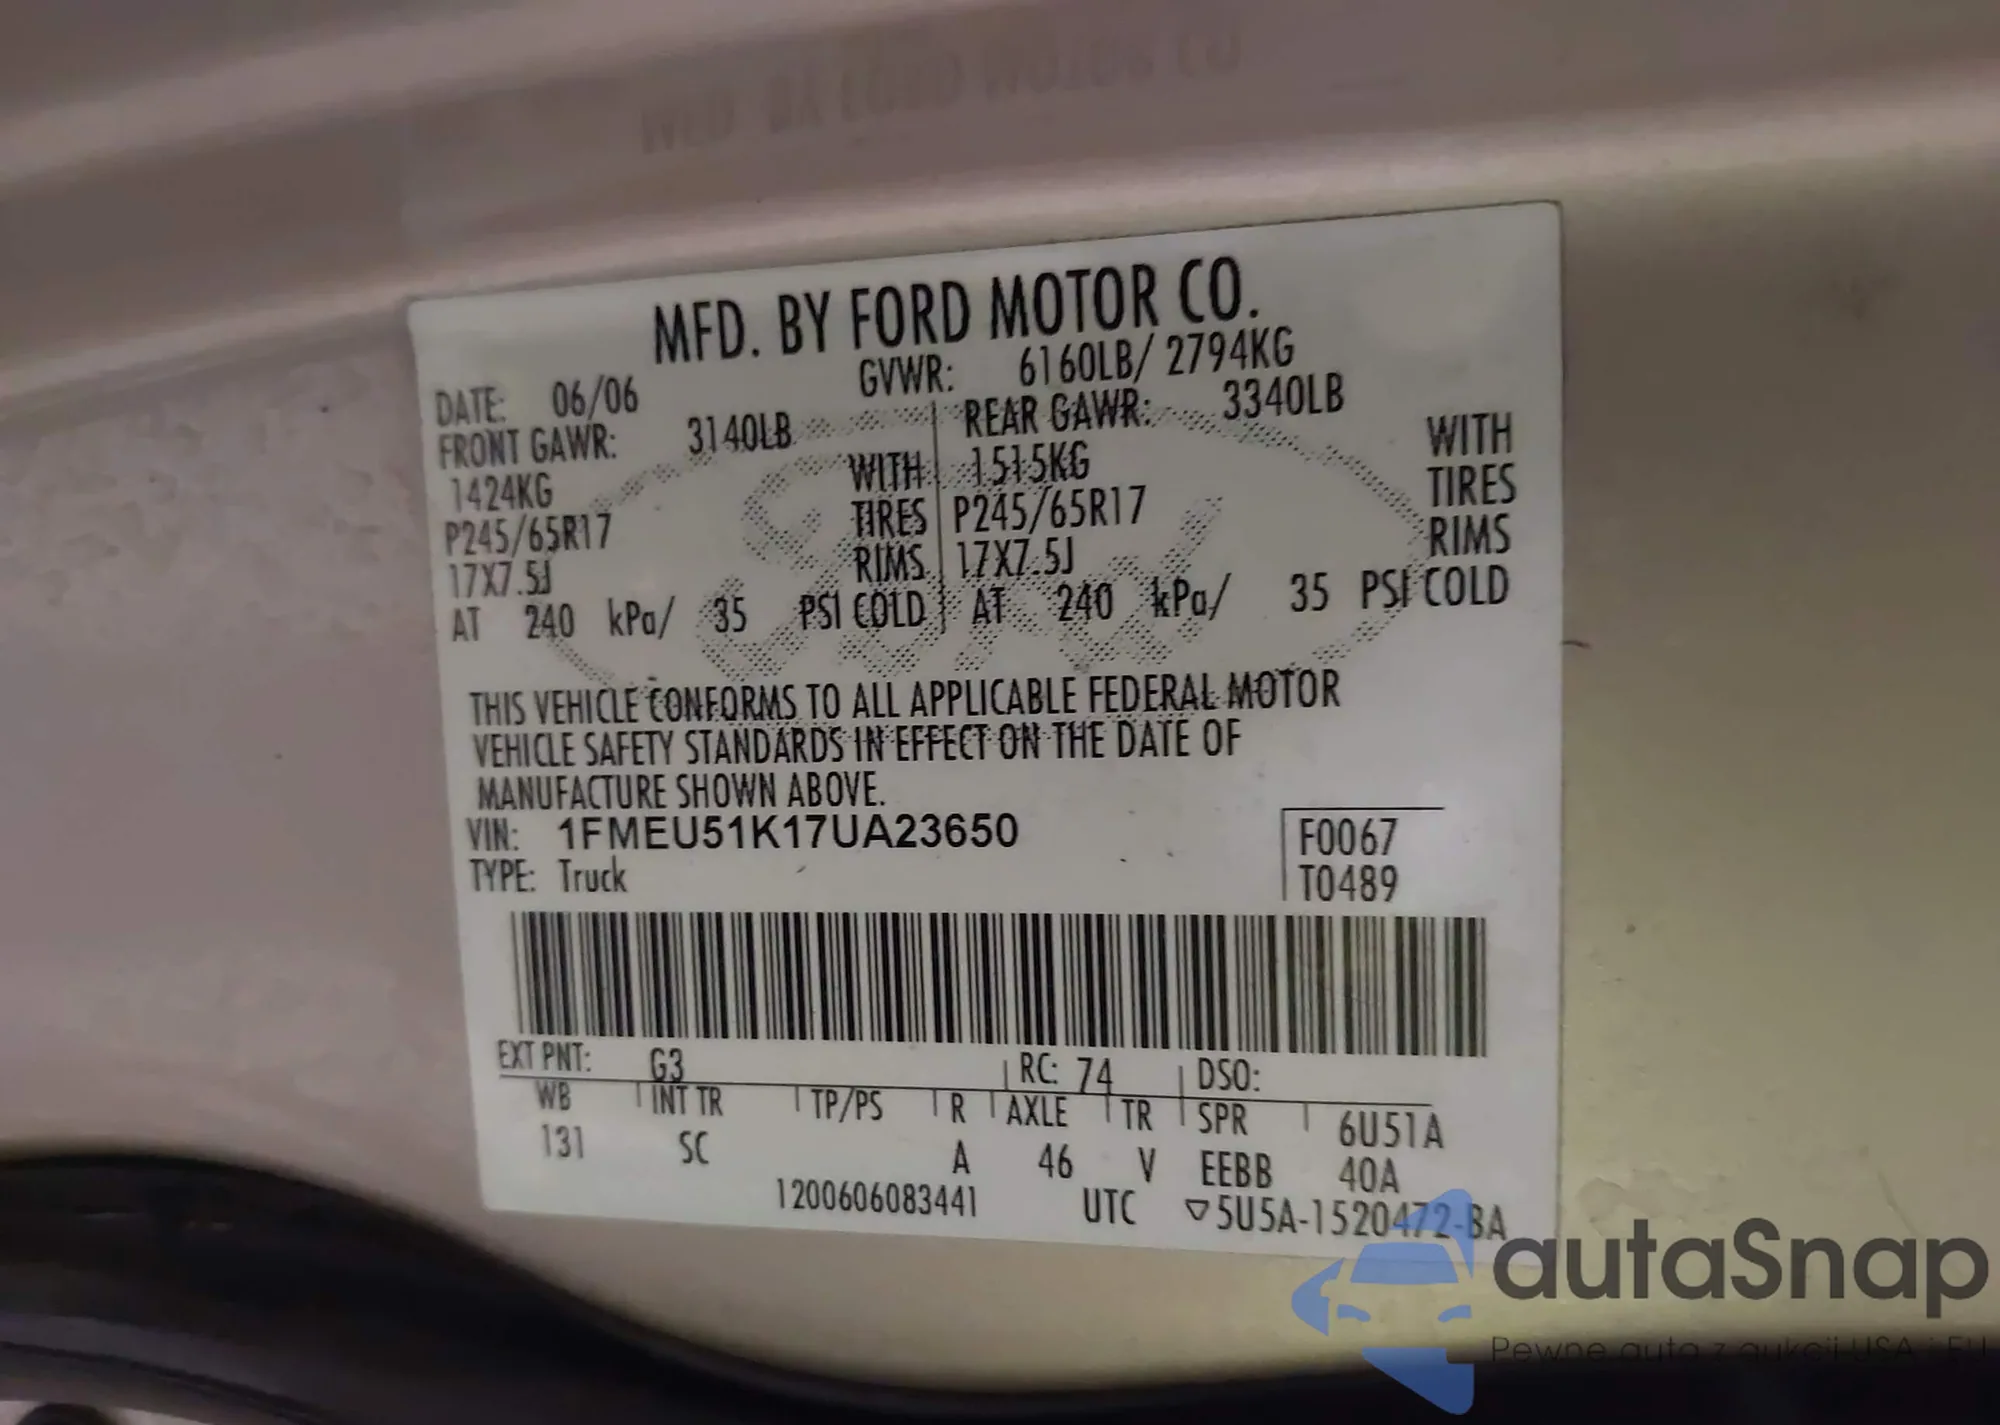 MFD. BY FORD MOTOR CO.
DATE: 06/06 GVWR: 6160LB/ 2794KG
FRONT GAWR: 3140LB REAR GAWR: 3340LB
1424KG WITH 1515KG WITH
P245/65R17 TIRES P245/65R17 TIRES
17X7.5J RIMS 17X7.5J RIMS
AT 240 kPa/ 35 PSI COLD AT 240 kPa/ 35 PSI COLD
THIS VEHICLE CONFORMS TO ALL APPLICABLE FEDERAL MOTOR
VEHICLE SAFETY STANDARDS IN EFFECT ON THE DATE OF
MANUFACTURE SHOWN ABOVE.
VIN: 1FMEU51K17UA23650 F0067
TYPE: Truck T0489
EXT PNT: G3 RC: 74 DSO:
WB INT TR TP/PS R AXLE TR SPR 6U51A
131 SC A 46 V EEBB 40A
1200606083441 UTC ▽5U5A-1520472-BA
autaSnap
Pewne auta z aukcji USA i EU